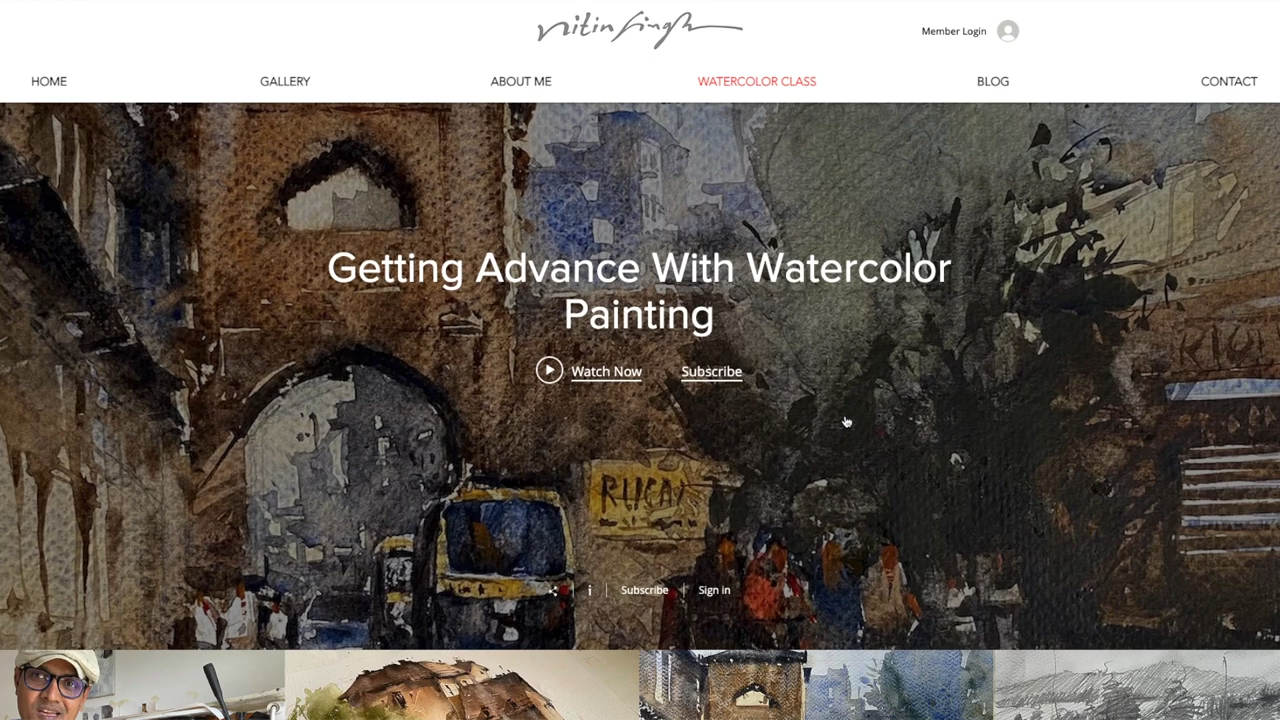 Nitin Singh
Member Login
HOME
GALLERY
ABOUT ME
WATERCOLOR CLASS
BLOG
CONTACT
Getting Advance With Watercolor
Painting
Watch Now
Subscribe
Subscribe
Sign in